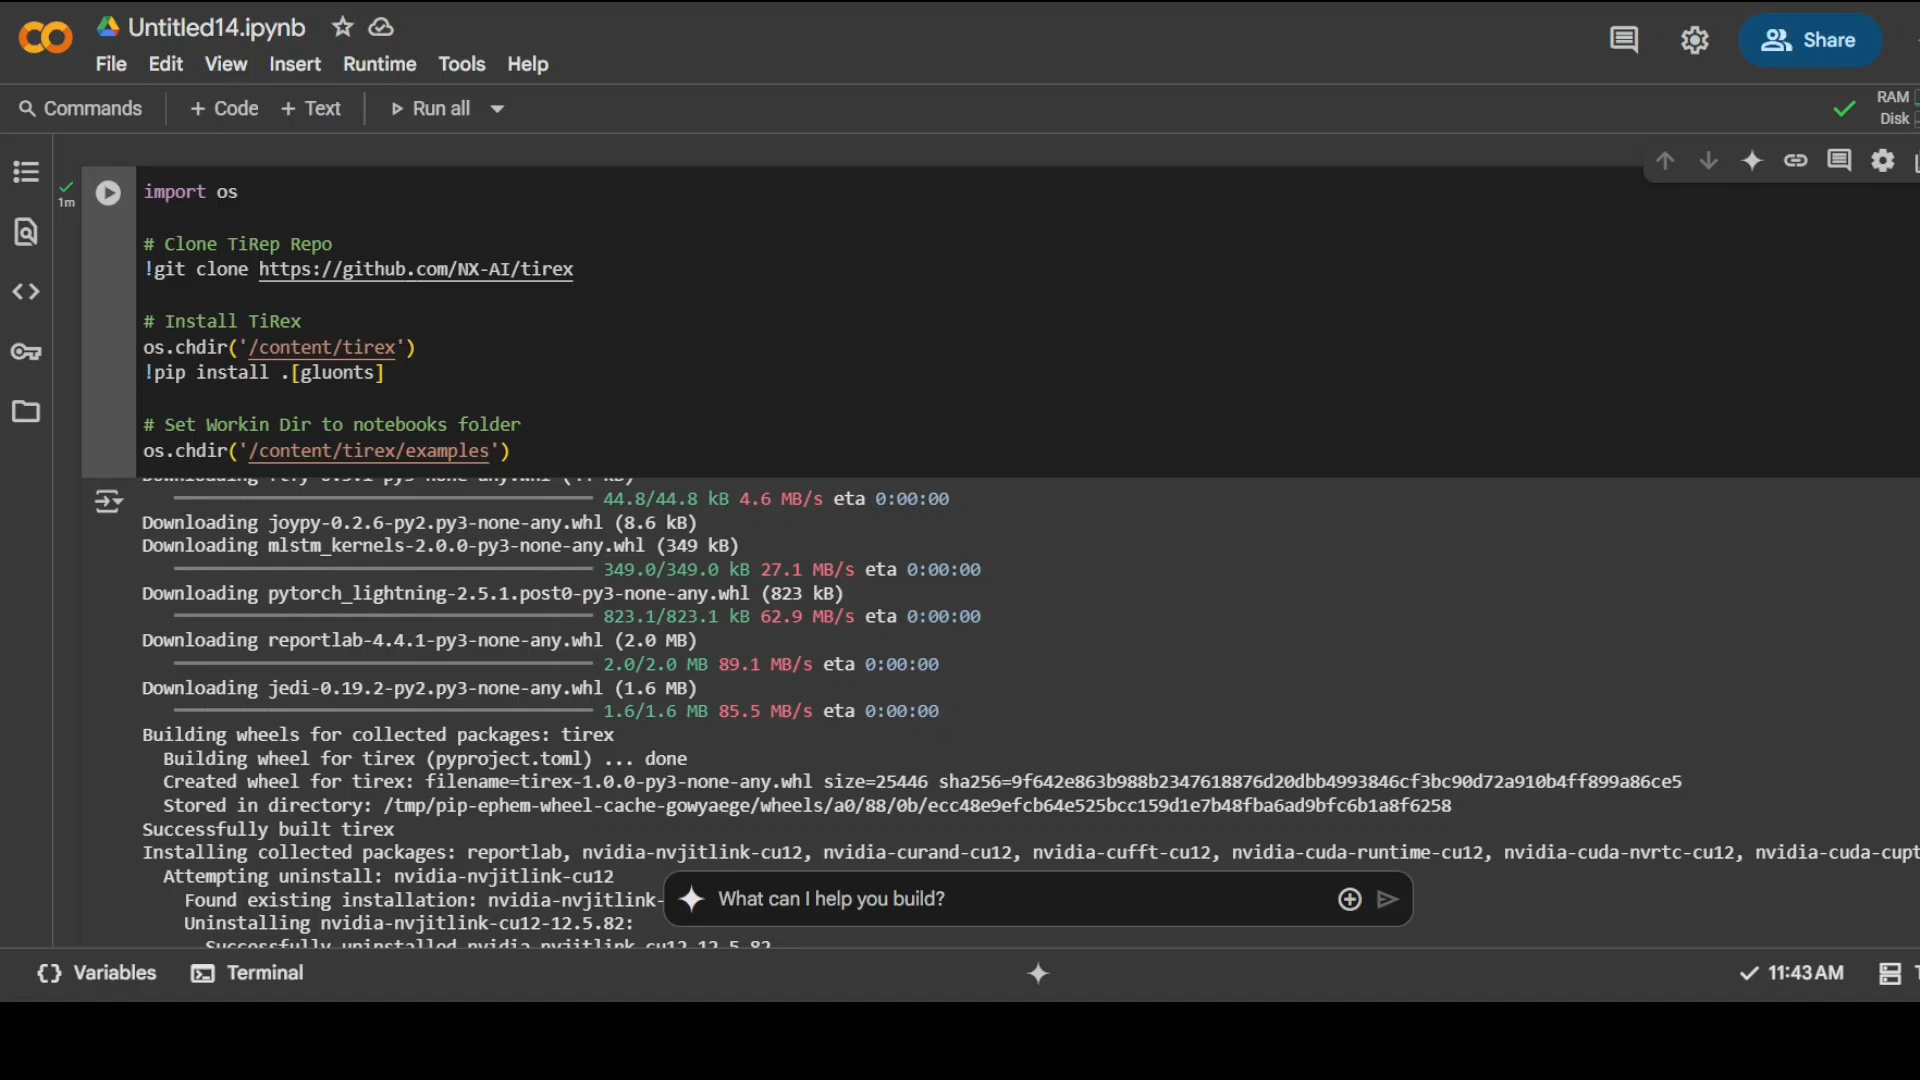 Untitled14.ipynb
File Edit View Insert Runtime Tools Help
Share
Commands + Code + Text Run all
RAM
Disk
1m
import os
# Clone TiRep Repo
!git clone https://github.com/NX-AI/tirex
# Install TiRex
os.chdir('/content/tirex')
!pip install .[gluonts]
# Set Workin Dir to notebooks folder
os.chdir('/content/tirex/examples')
44.8/44.8 kB 4.6 MB/s eta 0:00:00
Downloading joypy-0.2.6-py2.py3-none-any.whl (8.6 kB)
Downloading mlstm_kernels-2.0.0-py3-none-any.whl (349 kB)
349.0/349.0 kB 27.1 MB/s eta 0:00:00
Downloading pytorch_lightning-2.5.1.post0-py3-none-any.whl (823 kB)
823.1/823.1 kB 62.9 MB/s eta 0:00:00
Downloading reportlab-4.4.1-py3-none-any.whl (2.0 MB)
2.0/2.0 MB 89.1 MB/s eta 0:00:00
Downloading jedi-0.19.2-py2.py3-none-any.whl (1.6 MB)
1.6/1.6 MB 85.5 MB/s eta 0:00:00
Building wheels for collected packages: tirex
Building wheel for tirex (pyproject.toml) ... done
Created wheel for tirex: filename=tirex-1.0.0-py3-none-any.whl size=25446 sha256=9f642e863b988b2347618876d20dbb4993846cf3bc90d72a910b4ff899a86ce5
Stored in directory: /tmp/pip-ephem-wheel-cache-gowyaege/wheels/a0/88/0b/ecc48e9efcb64e525bcc159d1e7b48fba6ad9bfc6b1a8f6258
Successfully built tirex
Installing collected packages: reportlab, nvidia-nvjitlink-cu12, nvidia-curand-cu12, nvidia-cufft-cu12, nvidia-cuda-runtime-cu12, nvidia-cuda-nvrtc-cu12, nvidia-cuda-cupt
Attempting uninstall: nvidia-nvjitlink-cu12
Found existing installation: nvidia-nvjitlink-
What can I help you build?
Uninstalling nvidia-nvjitlink-cu12-12.5.82:
Successfully uninstalled nvidia-nvjitlink-cu12-12.5.82
{} Variables Terminal
11:43 AM